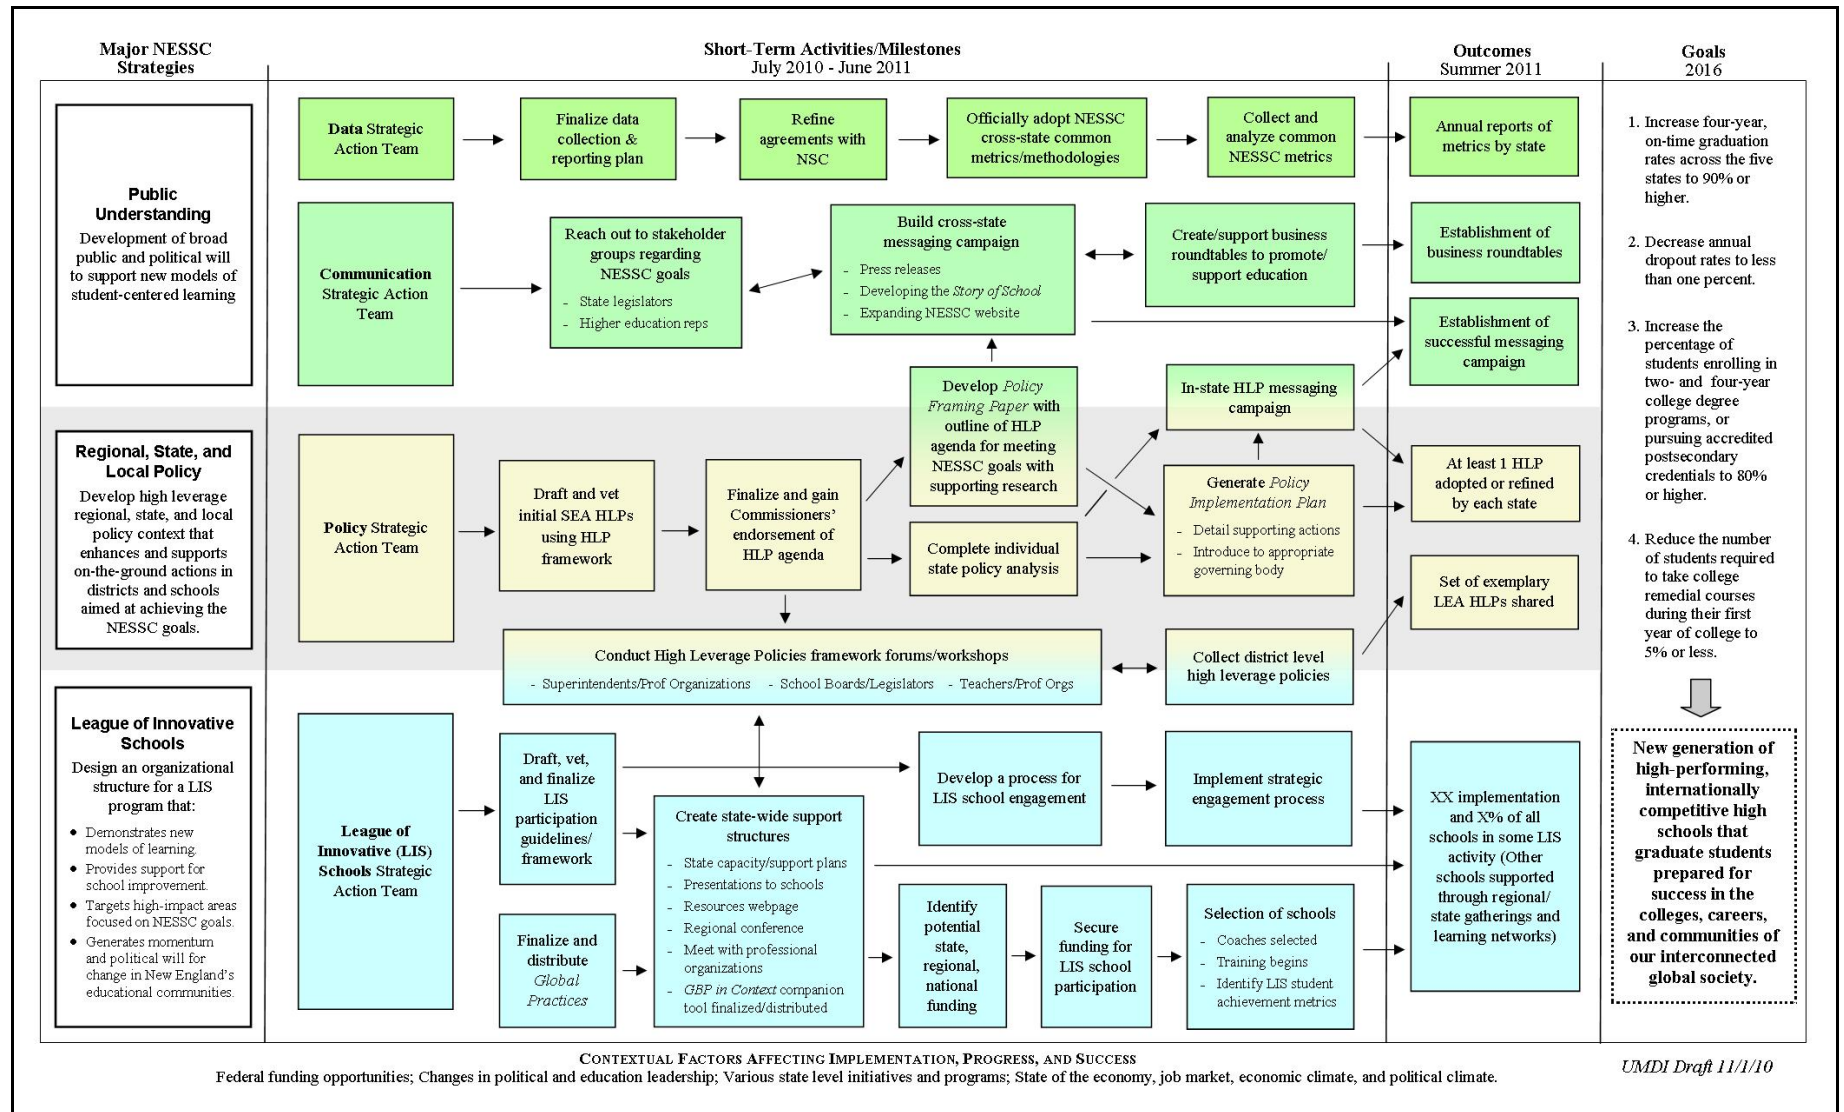 Major NESSC
Strategies
Short-Term Activities/Milestones
July 2010 - June 2011
Outcomes
Summer 2011
Goals
2016
Public
Understanding
Development of broad
public and political will
to support new models of
student-centered learning
Data Strategic
Action Team
Finalize data
collection &
reporting plan
Refine
agreements with
NSC
Officially adopt NESSC
cross-state common
metrics/methodologies
Collect and
analyze common
NESSC metrics
Annual reports of
metrics by state
Communication
Strategic Action
Team
Reach out to stakeholder
groups regarding
NESSC goals
- State legislators
- Higher education reps
Build cross-state
messaging campaign
- Press releases
- Developing the Story of School
- Expanding NESSC website
Create/support business
roundtables to promote/
support education
Establishment of
business roundtables
Establishment of
successful messaging
campaign
Regional, State, and
Local Policy
Develop high leverage
regional, state, and local
policy context that
enhances and supports
on-the-ground actions in
districts and schools
aimed at achieving the
NESSC goals.
Policy Strategic
Action Team
Draft and vet
initial SEA HLPs
using HLP
framework
Finalize and gain
Commissioners'
endorsement of
HLP agenda
Develop Policy
Framing Paper with
outline of HLP
agenda for meeting
NESSC goals with
supporting research
Complete individual
state policy analysis
In-state HLP messaging
campaign
Generate Policy
Implementation Plan
- Detail supporting actions
- Introduce to appropriate
governing body
At least 1 HLP
adopted or refined
by each state
Set of exemplary
LEA HLPs shared
Conduct High Leverage Policies framework forums/workshops
- Superintendents/Prof Organizations - School Boards/Legislators - Teachers/Prof Orgs
Collect district level
high leverage policies
League of Innovative
Schools
Design an organizational
structure for a LIS
program that:
• Demonstrates new
models of learning.
• Provides support for
school improvement.
• Targets high-impact areas
focused on NESSC goals.
• Generates momentum
and political will for
change in New England's
educational communities.
League of
Innovative (LIS)
Schools Strategic
Action Team
Draft, vet,
and finalize
LIS
participation
guidelines/
framework
Finalize and
distribute
Global
Practices
Create state-wide support
structures
- State capacity/support plans
- Presentations to schools
- Resources webpage
- Regional conference
- Meet with professional
organizations
- GBP in Context companion
tool finalized/distributed
Develop a process for
LIS school engagement
Implement strategic
engagement process
Identify
potential
state,
regional,
national
funding
Secure
funding for
LIS school
participation
Selection of schools
- Coaches selected
- Training begins
- Identify LIS student
achievement metrics
XX implementation
and X% of all
schools in some LIS
activity (Other
schools supported
through regional/
state gatherings and
learning networks)
1. Increase four-year,
on-time graduation
rates across the five
states to 90% or
higher.
2. Decrease annual
dropout rates to less
than one percent.
3. Increase the
percentage of
students enrolling in
two- and four-year
college degree
programs, or
pursuing accredited
postsecondary
credentials to 80%
or higher.
4. Reduce the number
of students required
to take college
remedial courses
during their first
year of college to
5% or less.
New generation of
high-performing,
internationally
competitive high
schools that
graduate students
prepared for
success in the
colleges, careers,
and communities of
our interconnected
global society.
CONTEXTUAL FACTORS AFFECTING IMPLEMENTATION, PROGRESS, AND SUCCESS
Federal funding opportunities; Changes in political and education leadership; Various state level initiatives and programs; State of the economy, job market, economic climate, and political climate.
UMDI Draft 11/1/10